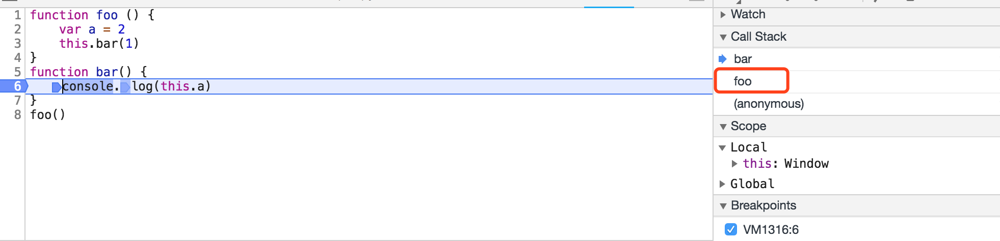 1 function foo () {
2 var a = 2
3 this.bar(1)
4 }
5 function bar() {
6 console.log(this.a)
7 }
8 foo()
Watch
Call Stack
bar
foo
(anonymous)
Scope
Local
this: Window
Global
Breakpoints
VM1316:6